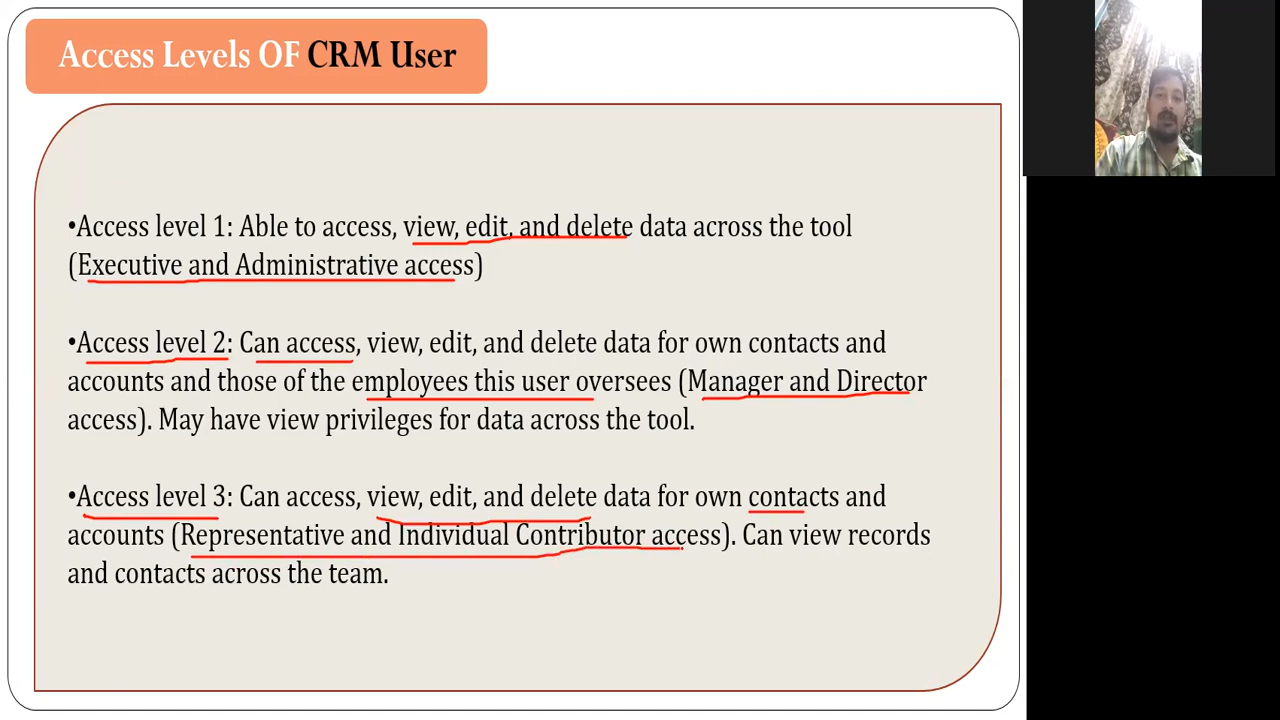 Access Levels OF CRM User
•Access level 1: Able to access, view, edit, and delete data across the tool
(Executive and Administrative access)
•Access level 2: Can access, view, edit, and delete data for own contacts and
accounts and those of the employees this user oversees (Manager and Director
access). May have view privileges for data across the tool.
•Access level 3: Can access, view, edit, and delete data for own contacts and
accounts (Representative and Individual Contributor access). Can view records
and contacts across the team.